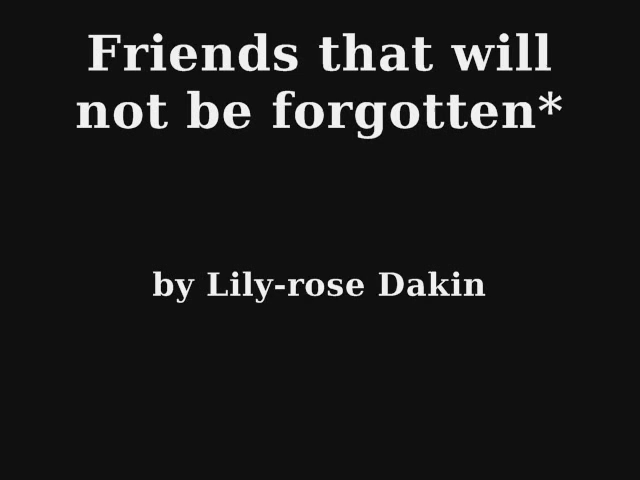 Friends that will
not be forgotten*
by Lily-rose Dakin